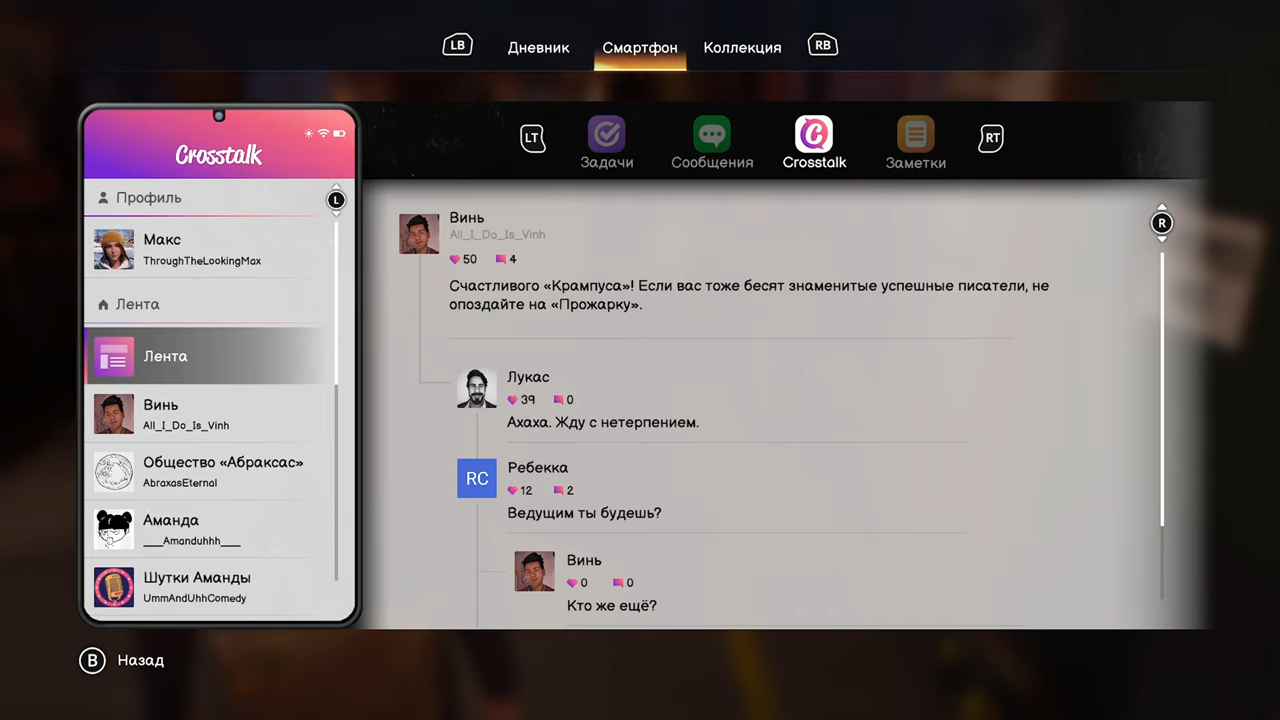 LB Дневник Смартфон Коллекция RB
Crosstalk
Профиль L
Макс
ThroughTheLookingMax
Лента
Лента
Винь
All_I_Do_Is_Vinh
Общество «Абраксас»
AbraxasEternal
Аманда
___Amanduhhh___
Шутки Аманды
UmmAndUhhComedy
LT Задачи Сообщения Crosstalk Заметки RT
R
Винь
All_I_Do_Is_Vinh
50 4
Счастливого «Крампуса»! Если вас тоже бесят знаменитые успешные писатели, не
опоздайте на «Прожарку».
Лукас
39 0
Ахаха. Жду с нетерпением.
RC Ребекка
12 2
Ведущим ты будешь?
Винь
0 0
Кто же ещё?
B Назад